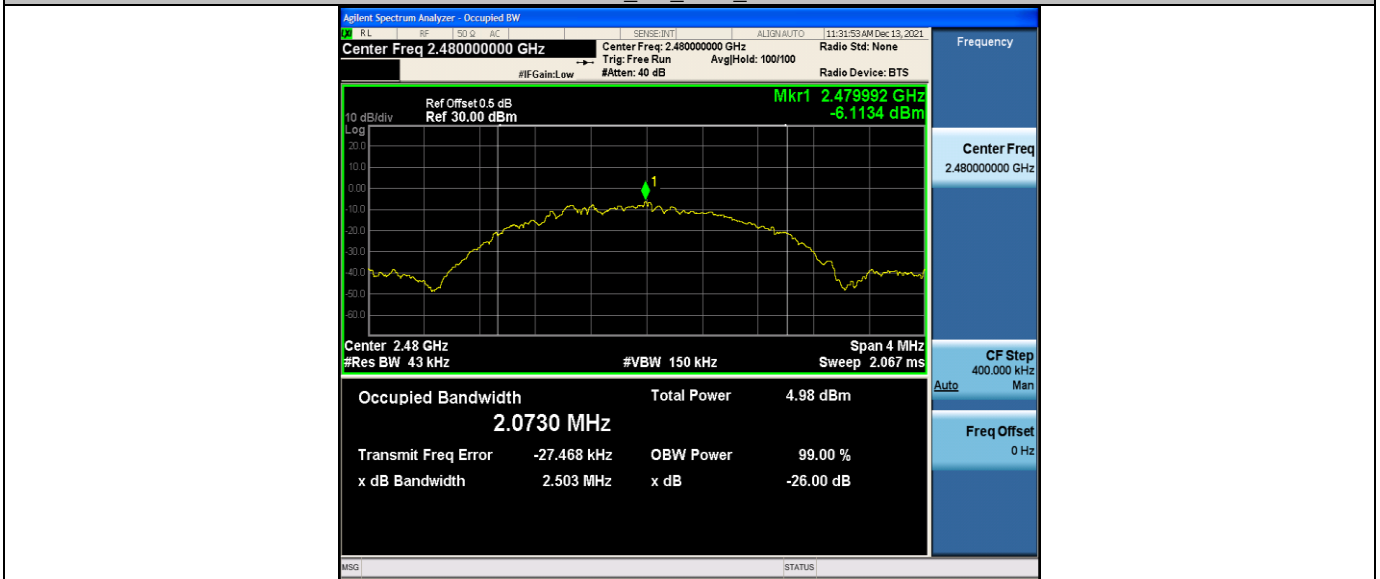 Agilent Spectrum Analyzer - Occupied BW
RL RF 50 Ω AC SENSE:INT ALIGN AUTO 11:31:53 AM Dec 13, 2021
Center Freq 2.480000000 GHz
Center Freq: 2.480000000 GHz
Radio Std: None
Trig: Free Run Avg|Hold: 100/100
#IFGain:Low
#Atten: 40 dB
Radio Device: BTS
Frequency
Ref Offset 0.5 dB
10 dB/div Ref 30.00 dBm
Mkr1 2.479992 GHz
-6.1134 dBm
Log
20.0
10.0
0.00
-10.0
-20.0
-30.0
-40.0
-50.0
-60.0
1
Center 2.48 GHz
Span 4 MHz
#Res BW 43 kHz
#VBW 150 kHz
Sweep 2.067 ms
Occupied Bandwidth
2.0730 MHz
Total Power 4.98 dBm
Transmit Freq Error -27.468 kHz
OBW Power 99.00 %
x dB Bandwidth 2.503 MHz
x dB -26.00 dB
Center Freq
2.480000000 GHz
CF Step
400.000 kHz
Auto Man
Freq Offset
0 Hz
MSG
STATUS